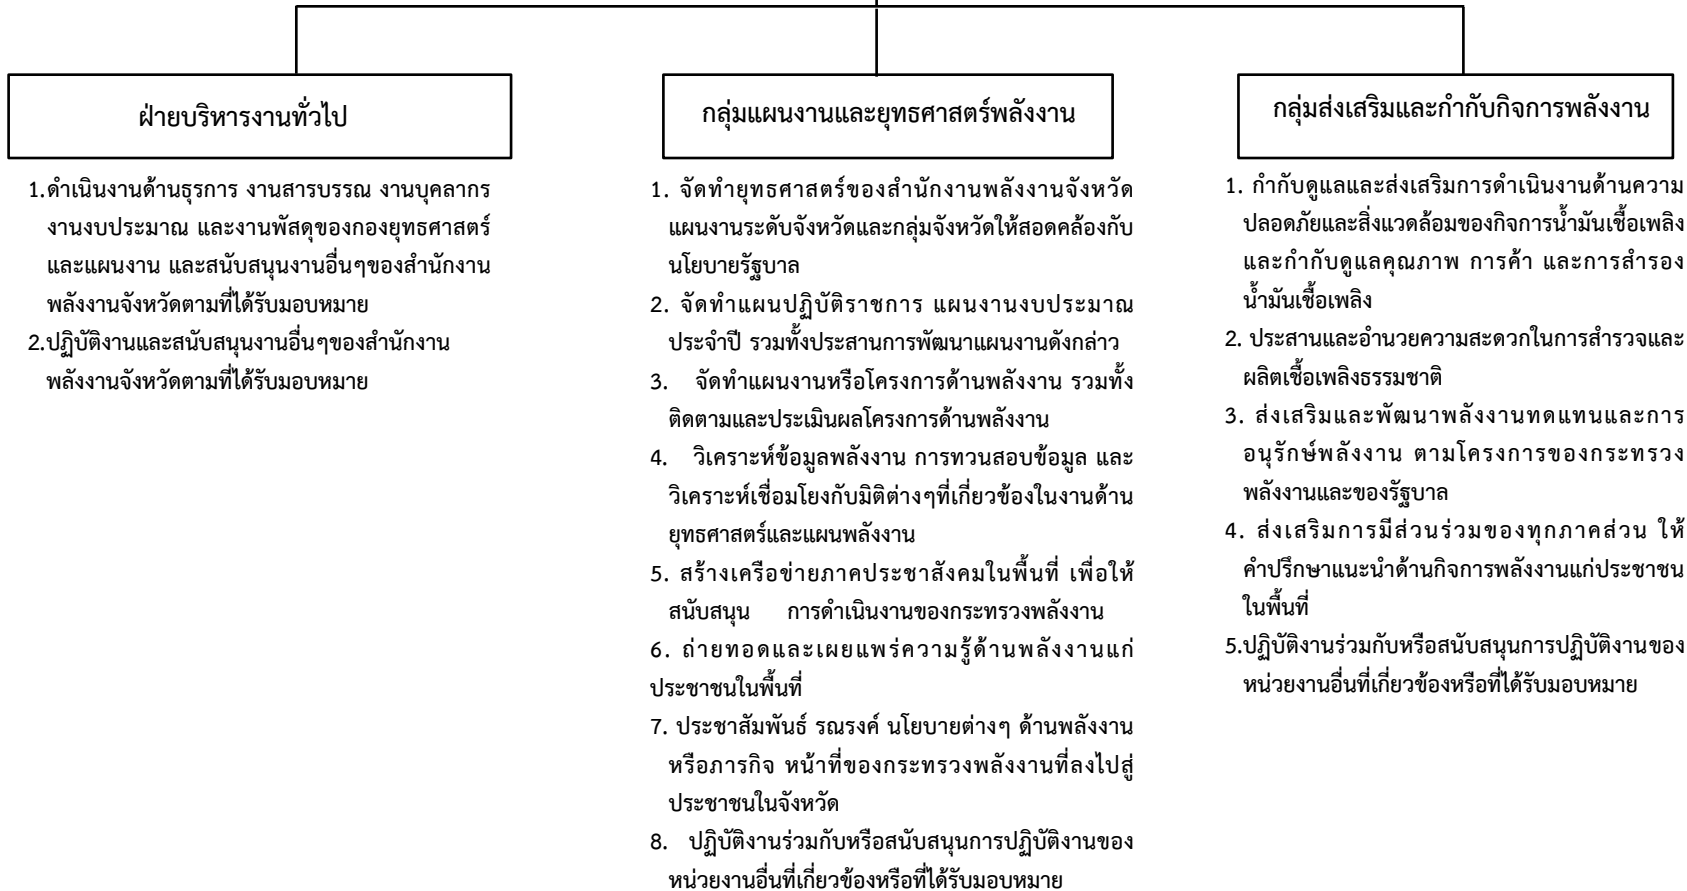 ฝ่ายบริหารงานทั่วไป
1.ดำเนินงานด้านธุรการ งานสารบรรณ งานบุคลากร
งานงบประมาณ และงานพัสดุของกองยุทธศาสตร์
และแผนงาน และสนับสนุนงานอื่นๆของสำนักงาน
พลังงานจังหวัดตามที่ได้รับมอบหมาย
2.ปฏิบัติงานและสนับสนุนงานอื่นๆของสำนักงาน
พลังงานจังหวัดตามที่ได้รับมอบหมาย
กลุ่มแผนงานและยุทธศาสตร์พลังงาน
1. จัดทำยุทธศาสตร์ของสำนักงานพลังงานจังหวัด
แผนงานระดับจังหวัดและกลุ่มจังหวัดให้สอดคล้องกับ
นโยบายรัฐบาล
2. จัดทำแผนปฏิบัติราชการ แผนงานงบประมาณ
ประจำปี รวมทั้งประสานการพัฒนาแผนงานดังกล่าว
3. จัดทำแผนงานหรือโครงการด้านพลังงาน รวมทั้ง
ติดตามและประเมินผลโครงการด้านพลังงาน
4. วิเคราะห์ข้อมูลพลังงาน การทวนสอบข้อมูล และ
วิเคราะห์เชื่อมโยงกับมิติต่างๆที่เกี่ยวข้องในงานด้าน
ยุทธศาสตร์และแผนพลังงาน
5. สร้างเครือข่ายภาคประชาสังคมในพื้นที่ เพื่อให้
สนับสนุน การดำเนินงานของกระทรวงพลังงาน
6. ถ่ายทอดและเผยแพร่ความรู้ด้านพลังงานแก่
ประชาชนในพื้นที่
7. ประชาสัมพันธ์ รณรงค์ นโยบายต่างๆ ด้านพลังงาน
หรือภารกิจ หน้าที่ของกระทรวงพลังงานที่ลงไปสู่
ประชาชนในจังหวัด
8. ปฏิบัติงานร่วมกับหรือสนับสนุนการปฏิบัติงานของ
หน่วยงานอื่นที่เกี่ยวข้องหรือที่ได้รับมอบหมาย
กลุ่มส่งเสริมและกำกับกิจการพลังงาน
1. กำกับดูแลและส่งเสริมการดำเนินงานด้านความ
ปลอดภัยและสิ่งแวดล้อมของกิจการน้ำมันเชื้อเพลิง
และกำกับดูแลคุณภาพ การค้า และการสำรอง
น้ำมันเชื้อเพลิง
2. ประสานและอำนวยความสะดวกในการสำรวจและ
ผลิตเชื้อเพลิงธรรมชาติ
3. ส่งเสริมและพัฒนาพลังงานทดแทนและการ
อนุรักษ์พลังงาน ตามโครงการของกระทรวง
พลังงานและของรัฐบาล
4. ส่งเสริมการมีส่วนร่วมของทุกภาคส่วน ให้
คำปรึกษาแนะนำด้านกิจการพลังงานแก่ประชาชน
ในพื้นที่
5.ปฏิบัติงานร่วมกับหรือสนับสนุนการปฏิบัติงานของ
หน่วยงานอื่นที่เกี่ยวข้องหรือที่ได้รับมอบหมาย